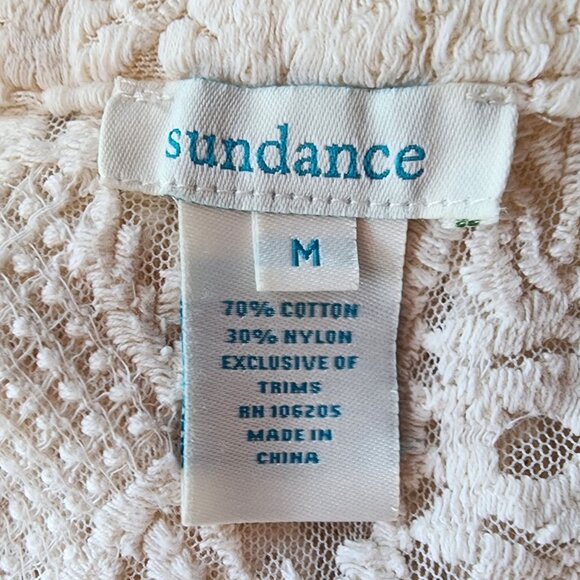 sundance
M
70% COTTON
30% NYLON
EXCLUSIVE OF
TRIMS
RN 106205
MADE IN
CHINA